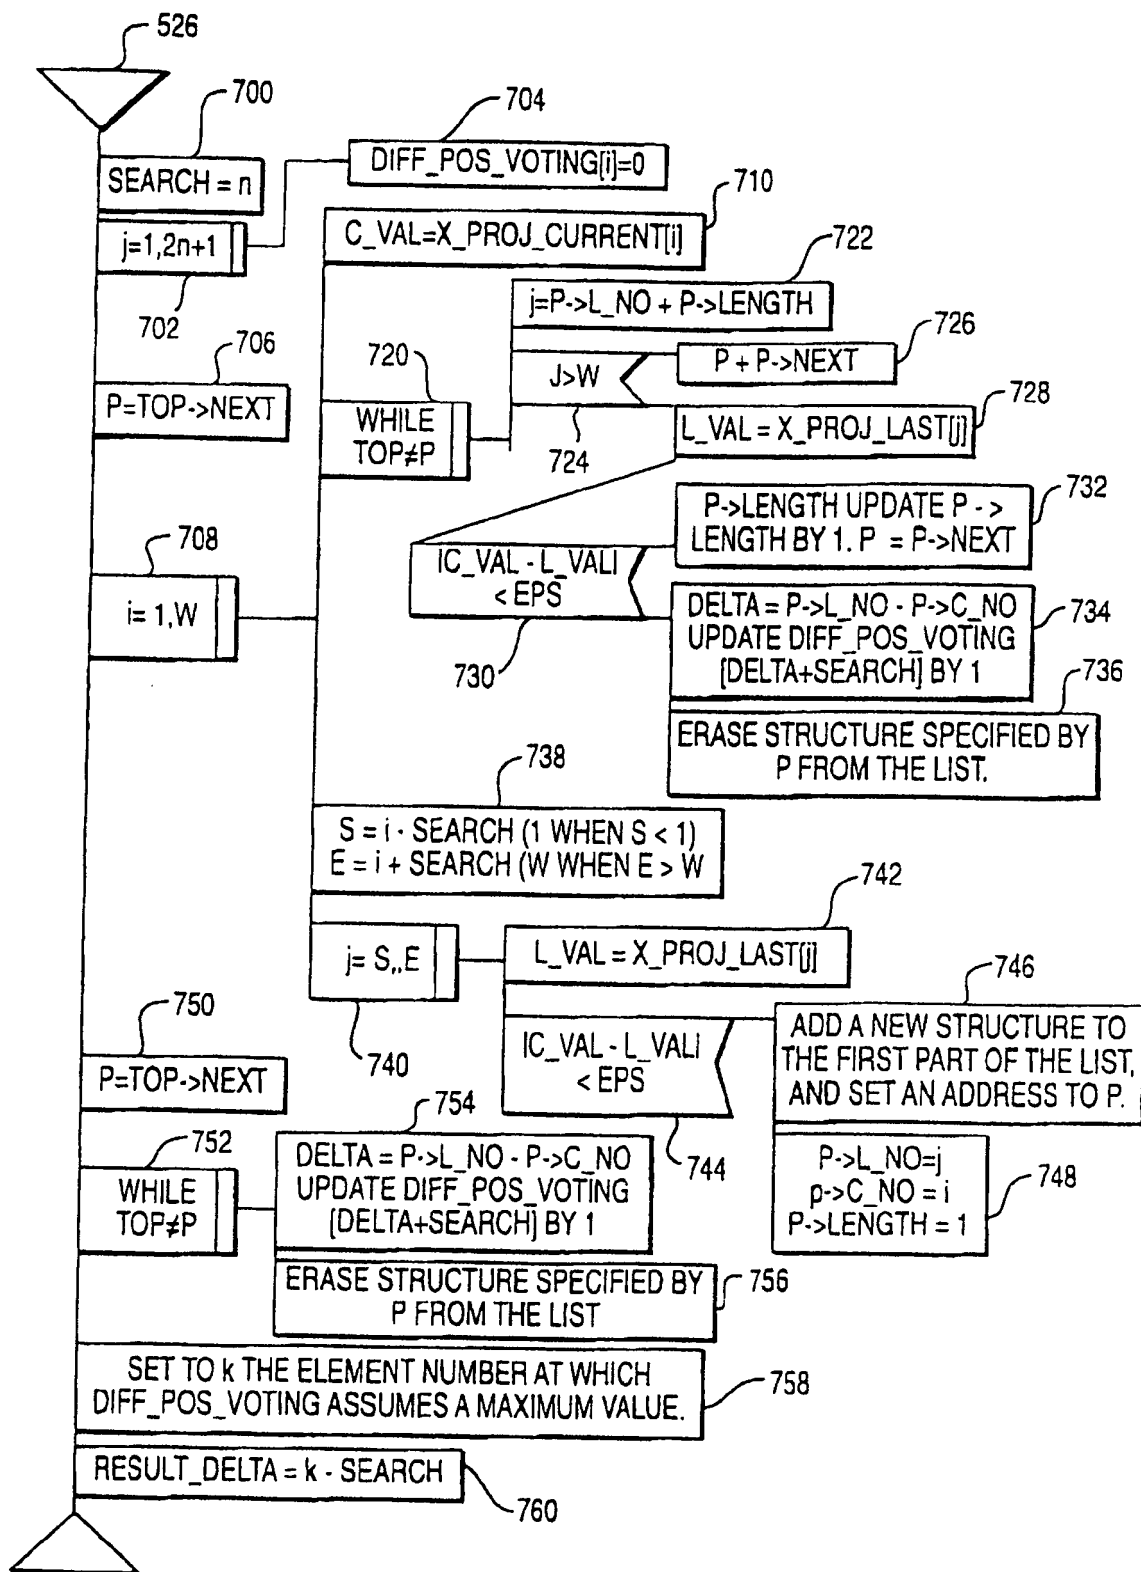 526
700
SEARCH = n
704
DIFF_POS_VOTING[i]=0
j=1,2n+1
702
710
C_VAL=X_PROJ_CURRENT[i]
722
j=P->L_NO + P->LENGTH
706
P=TOP->NEXT
720
WHILE
TOP≠P
J>W
724
726
P + P->NEXT
728
L_VAL = X_PROJ_LAST[j]
732
P->LENGTH UPDATE P - >
LENGTH BY 1. P = P->NEXT
708
i= 1,W
|C_VAL - L_VAL|
< EPS
730
DELTA = P->L_NO - P->C_NO
UPDATE DIFF_POS_VOTING
[DELTA+SEARCH] BY 1
734
736
ERASE STRUCTURE SPECIFIED BY
P FROM THE LIST.
738
S = i - SEARCH (1 WHEN S < 1)
E = i + SEARCH (W WHEN E > W
742
j= S,,E
740
L_VAL = X_PROJ_LAST[j]
746
|C_VAL - L_VAL|
< EPS
744
ADD A NEW STRUCTURE TO
THE FIRST PART OF THE LIST,
AND SET AN ADDRESS TO P.
P->L_NO=j
p->C_NO = i
P->LENGTH = 1
748
750
P=TOP->NEXT
752
WHILE
TOP≠P
754
DELTA = P->L_NO - P->C_NO
UPDATE DIFF_POS_VOTING
[DELTA+SEARCH] BY 1
ERASE STRUCTURE SPECIFIED BY
P FROM THE LIST
756
SET TO k THE ELEMENT NUMBER AT WHICH
DIFF_POS_VOTING ASSUMES A MAXIMUM VALUE.
758
RESULT_DELTA = k - SEARCH
760